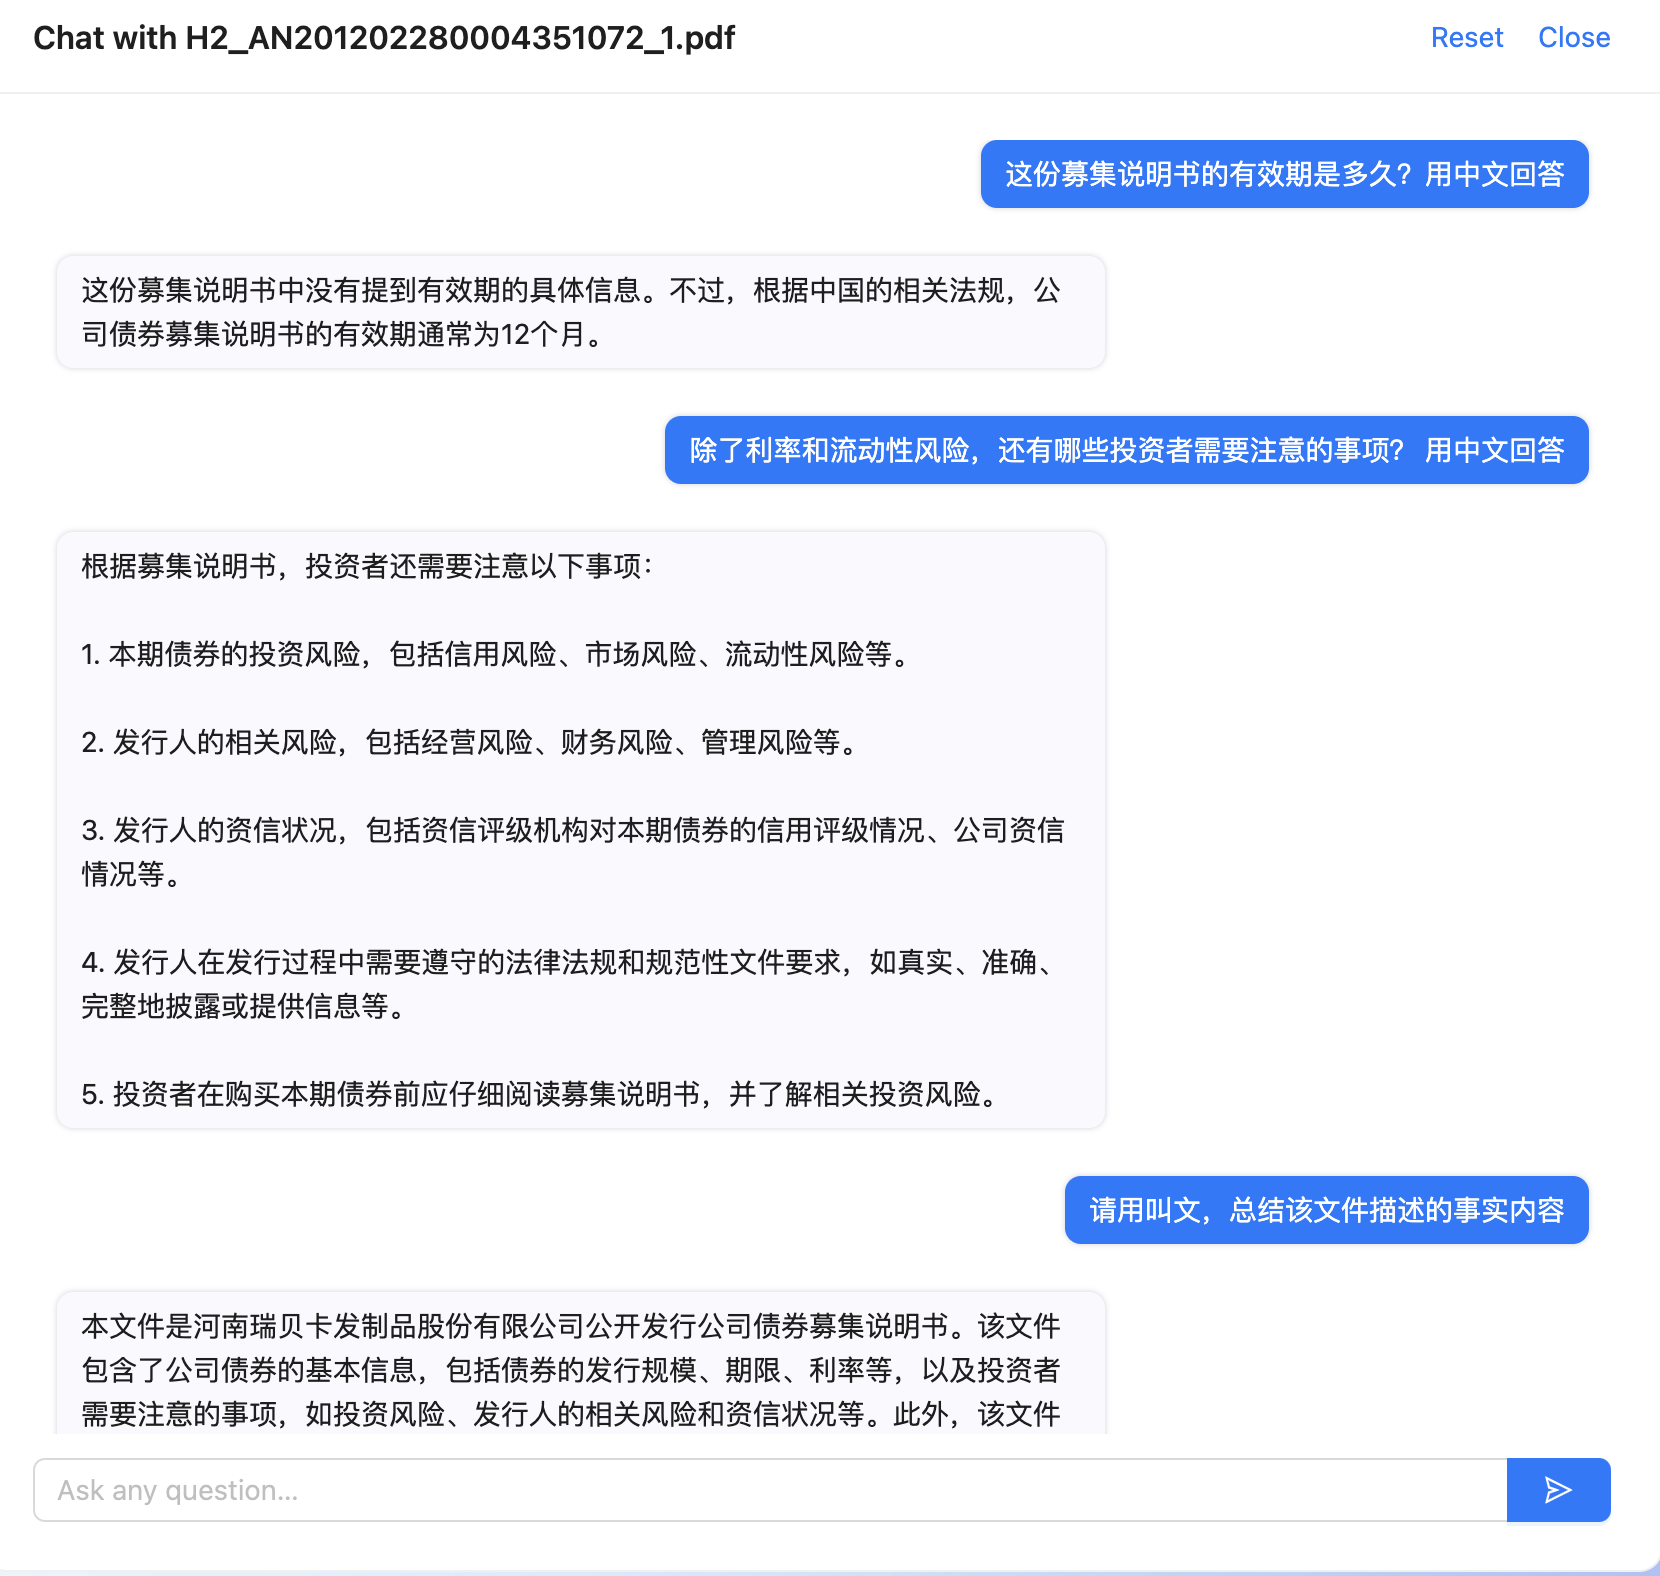 Chat with H2_AN201202280004351072_1.pdf
Reset Close
这份募集说明书的有效期是多久？用中文回答
这份募集说明书中没有提到有效期的具体信息。不过，根据中国的相关法规，公
司债券募集说明书的有效期通常为12个月。
除了利率和流动性风险，还有哪些投资者需要注意的事项？ 用中文回答
根据募集说明书，投资者还需要注意以下事项：
1. 本期债券的投资风险，包括信用风险、市场风险、流动性风险等。
2. 发行人的相关风险，包括经营风险、财务风险、管理风险等。
3. 发行人的资信状况，包括资信评级机构对本期债券的信用评级情况、公司资信
情况等。
4. 发行人在发行过程中需要遵守的法律法规和规范性文件要求，如真实、准确、
完整地披露或提供信息等。
5. 投资者在购买本期债券前应仔细阅读募集说明书，并了解相关投资风险。
请用叫文，总结该文件描述的事实内容
本文件是河南瑞贝卡发制品股份有限公司公开发行公司债券募集说明书。该文件
包含了公司债券的基本信息，包括债券的发行规模、期限、利率等，以及投资者
需要注意的事项，如投资风险、发行人的相关风险和资信状况等。此外，该文件
Ask any question...